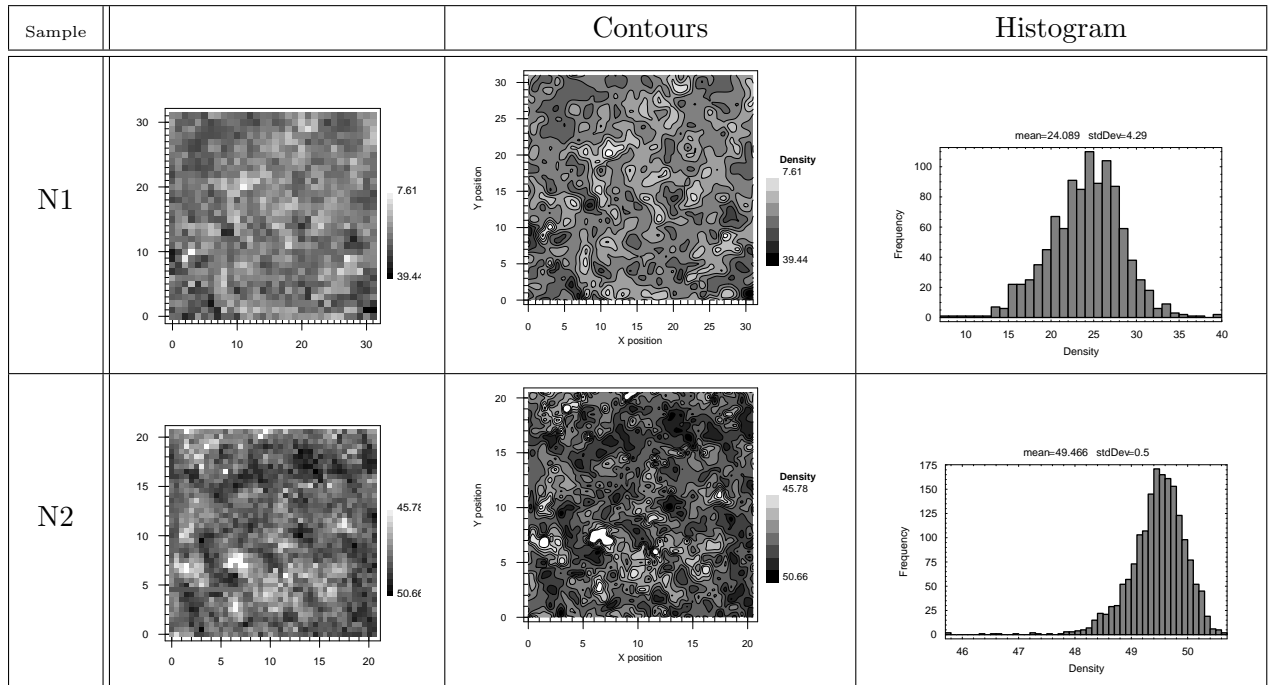 Sample Contours Histogram
N1
30
20
10
0
0 10 20 30
7.61
39.44
30
25
20
15
10
5
0
Y position
0 5 10 15 20 25 30
X position
Density
7.61
39.44
mean=24.089 stdDev=4.29
100
80
60
40
20
0
Frequency
10 15 20 25 30 35 40
Density
N2
20
15
10
5
0
0 5 10 15 20
45.78
50.66
20
15
10
5
0
Y position
0 5 10 15 20
X position
Density
45.78
50.66
mean=49.466 stdDev=0.5
175
150
125
100
75
50
25
0
Frequency
46 47 48 49 50
Density